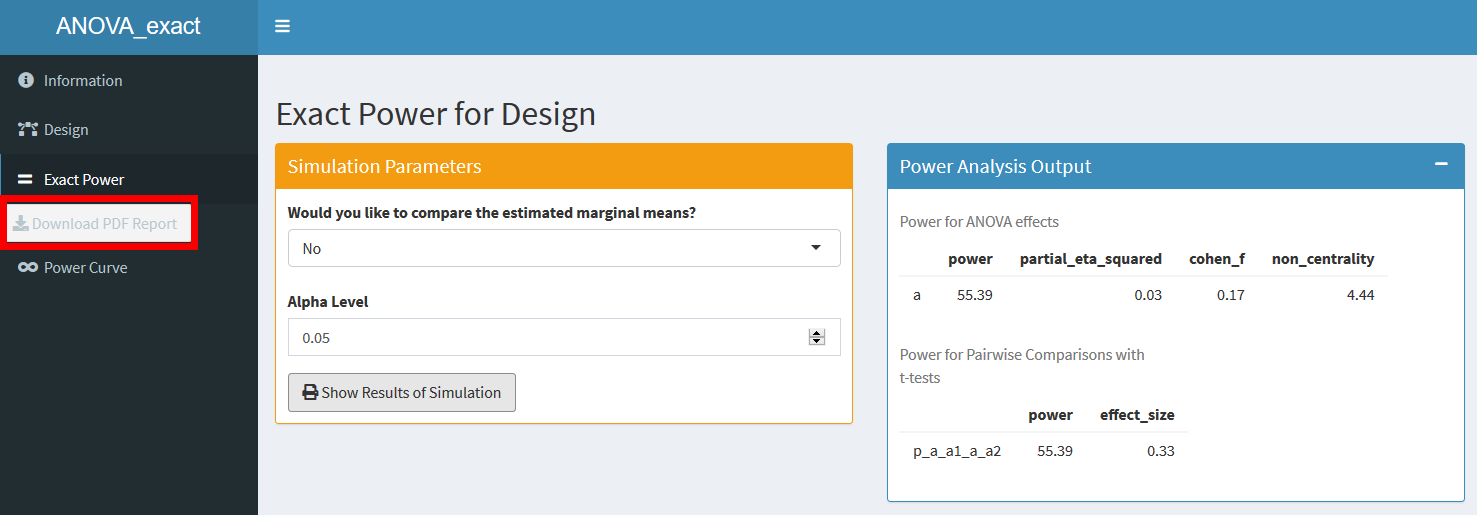 ANOVA_exact
Information
Design
Exact Power
Download PDF Report
Power Curve
Exact Power for Design
Simulation Parameters
Would you like to compare the estimated marginal means?
No
Alpha Level
0.05
Show Results of Simulation
Power Analysis Output
Power for ANOVA effects
power partial_eta_squared cohen_f non_centrality
a 55.39 0.03 0.17 4.44
Power for Pairwise Comparisons with
t-tests
power effect_size
p_a_a1_a_a2 55.39 0.33